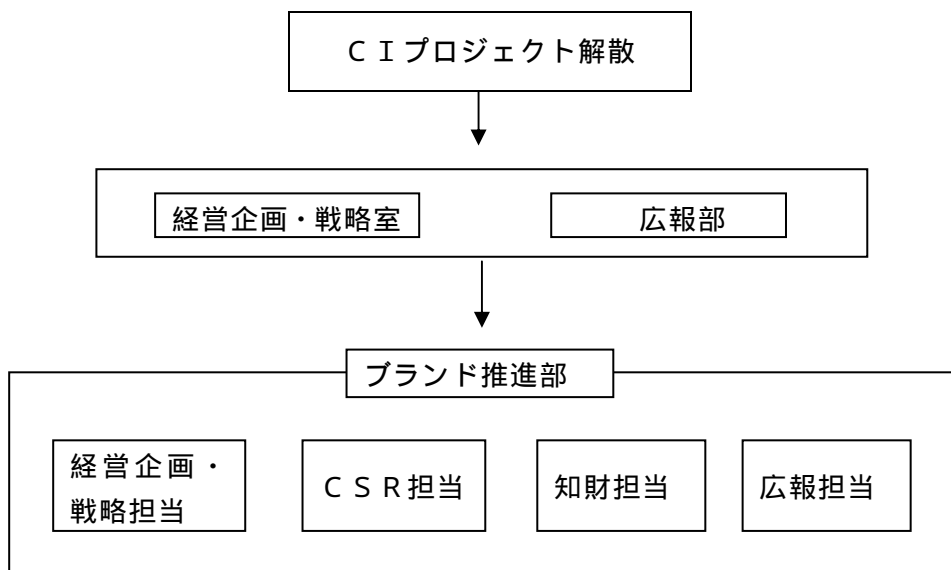 ＣＩプロジェクト解散
経営企画・戦略室
広報部
ブランド推進部
経営企画・
戦略担当
ＣＳＲ担当
知財担当
広報担当